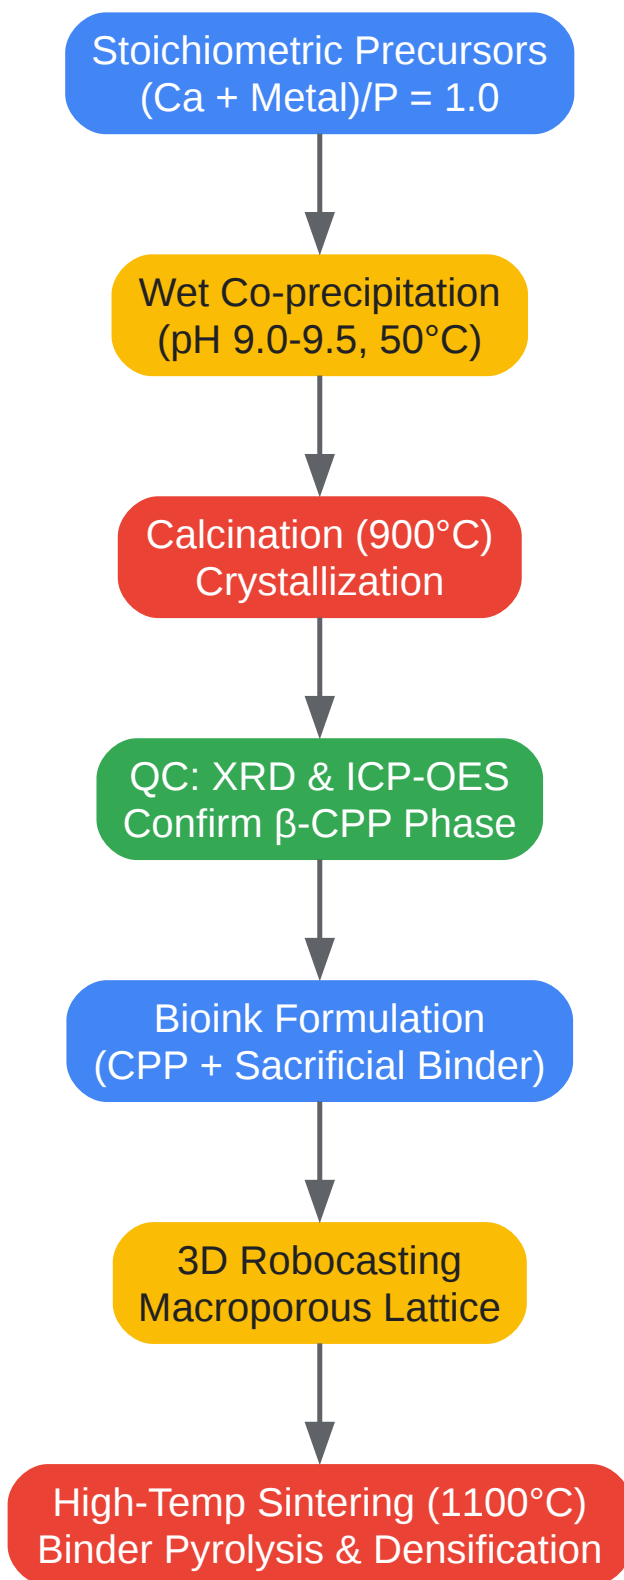 Stoichiometric Precursors
(Ca + Metal)/P = 1.0
Wet Co-precipitation
(pH 9.0-9.5, 50°C)
Calcination (900°C)
Crystallization
QC: XRD & ICP-OES
Confirm β-CPP Phase
Bioink Formulation
(CPP + Sacrificial Binder)
3D Robocasting
Macroporous Lattice
High-Temp Sintering (1100°C)
Binder Pyrolysis & Densification